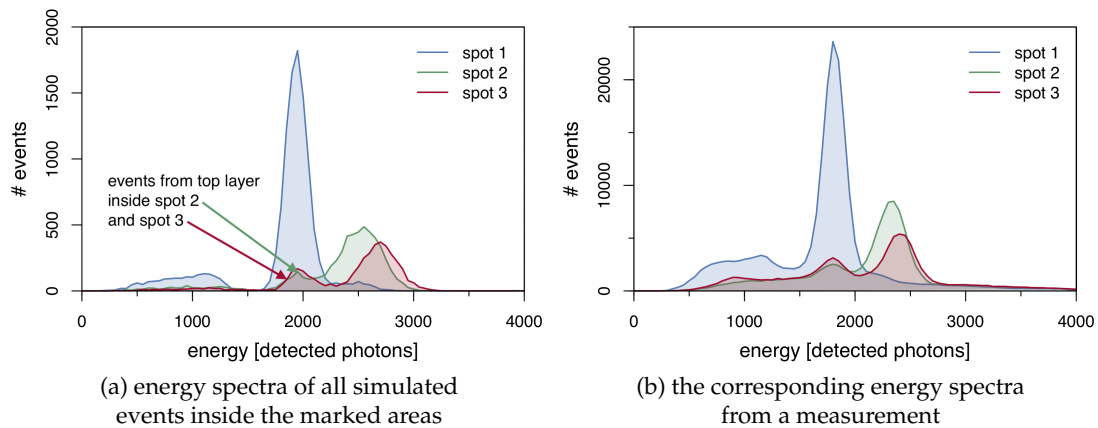 2000
1500
1000
500
0
# events
spot 1
spot 2
spot 3
events from top layer
inside spot 2
and spot 3
0 1000 2000 3000 4000
energy [detected photons]
(a) energy spectra of all simulated
events inside the marked areas
20000
10000
0
# events
spot 1
spot 2
spot 3
0 1000 2000 3000 4000
energy [detected photons]
(b) the corresponding energy spectra
from a measurement